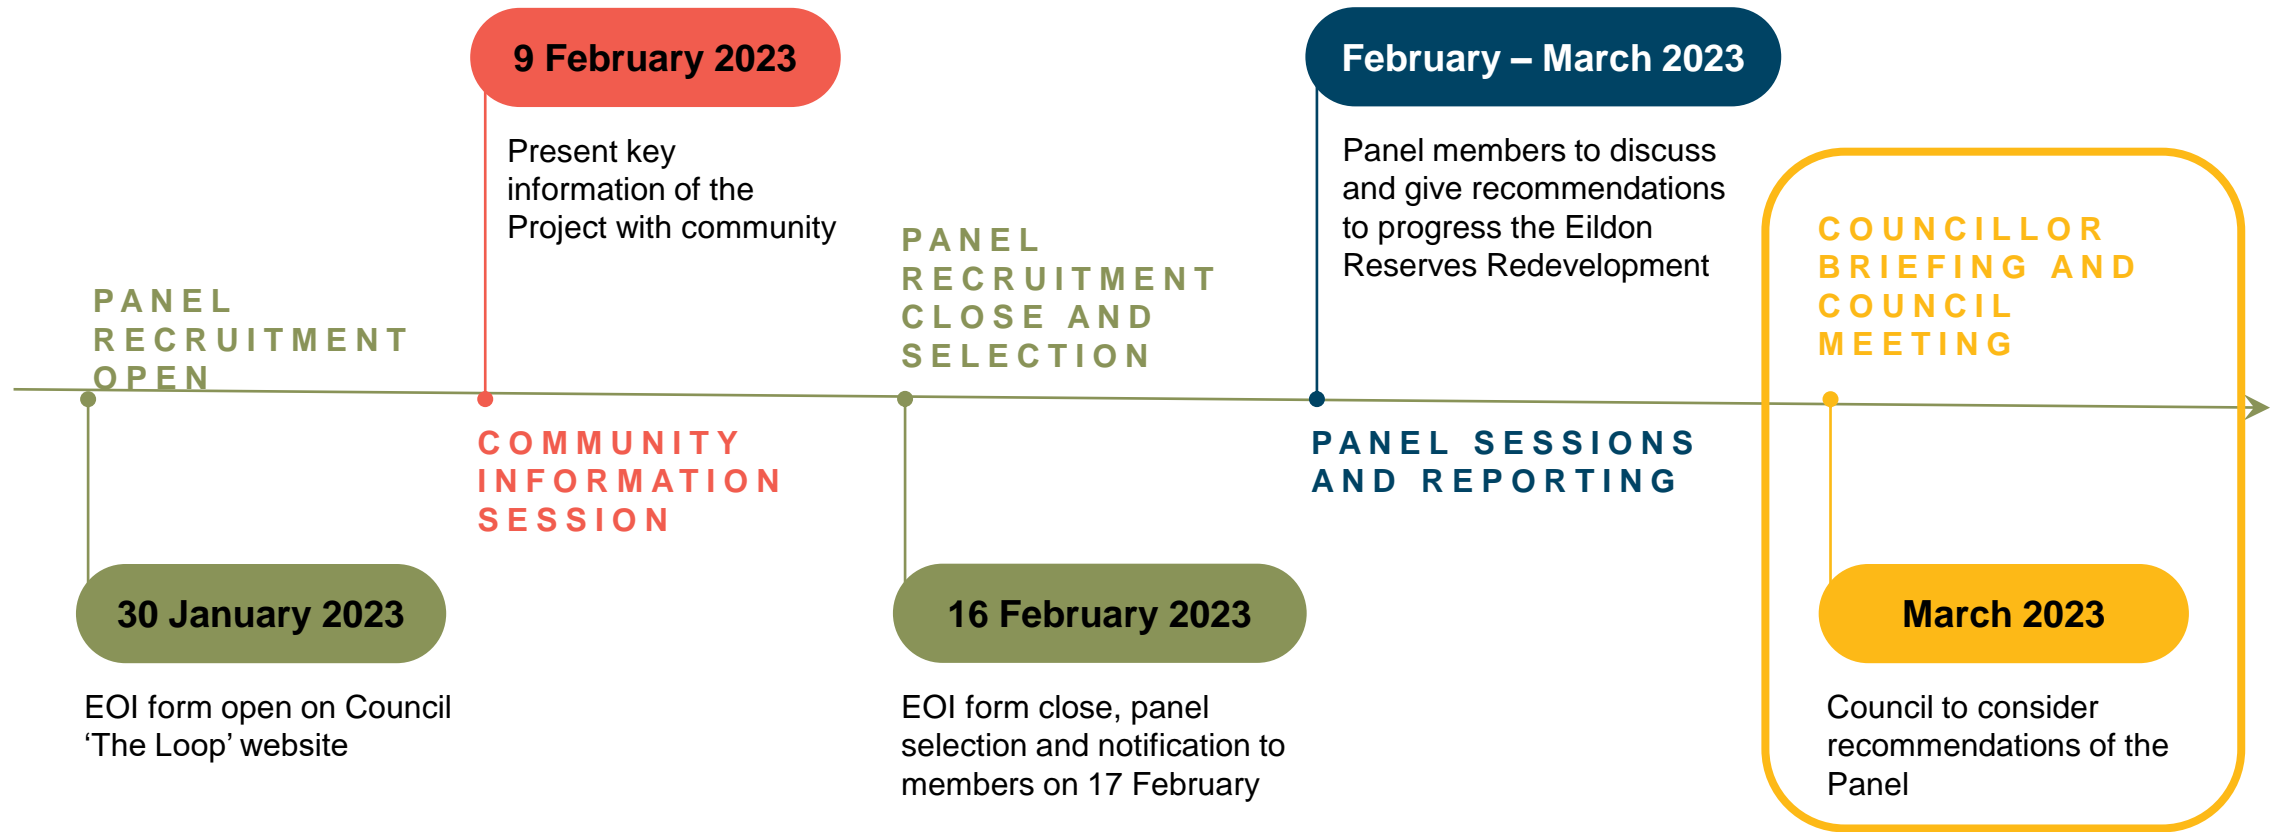 PANEL
RECRUITMENT
OPEN
30 January 2023
EOI form open on Council
‘The Loop’ website
9 February 2023
Present key
information of the
Project with community
COMMUNITY
INFORMATION
SESSION
PANEL
RECRUITMENT
CLOSE AND
SELECTION
16 February 2023
EOI form close, panel
selection and notification to
members on 17 February
February – March 2023
Panel members to discuss
and give recommendations
to progress the Eildon
Reserves Redevelopment
PANEL SESSIONS
AND REPORTING
COUNCILLOR
BRIEFING AND
COUNCIL
MEETING
March 2023
Council to consider
recommendations of the
Panel